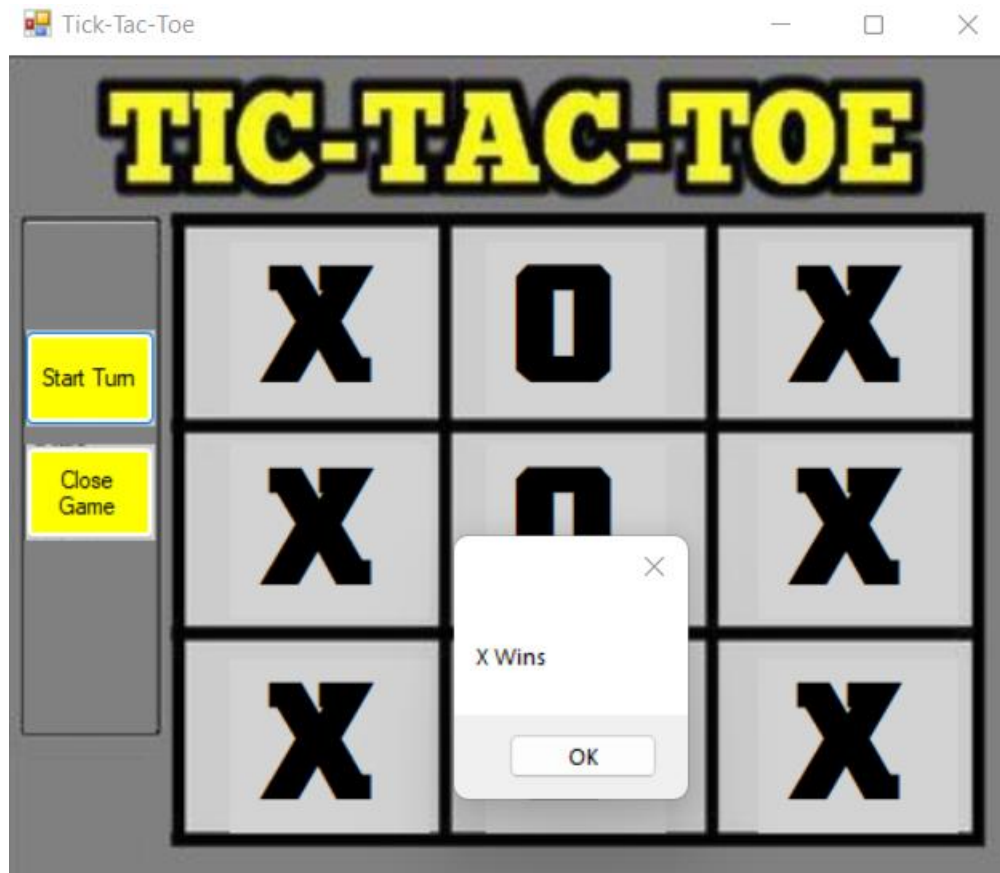 Tick-Tac-Toe
TIC-TAC-TOE
X O X
Start Turn
X O X
Close
Game
X Wins
X X
OK